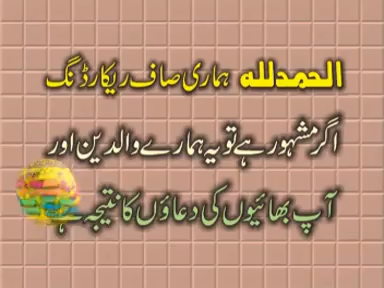 الحمدلله ہماری صاف ریکارڈنگ
اگر مشہور ہے تو یہ ہمارے والدین اور
آپ بھائیوں کی دعاؤں کا نتیجہ ہے